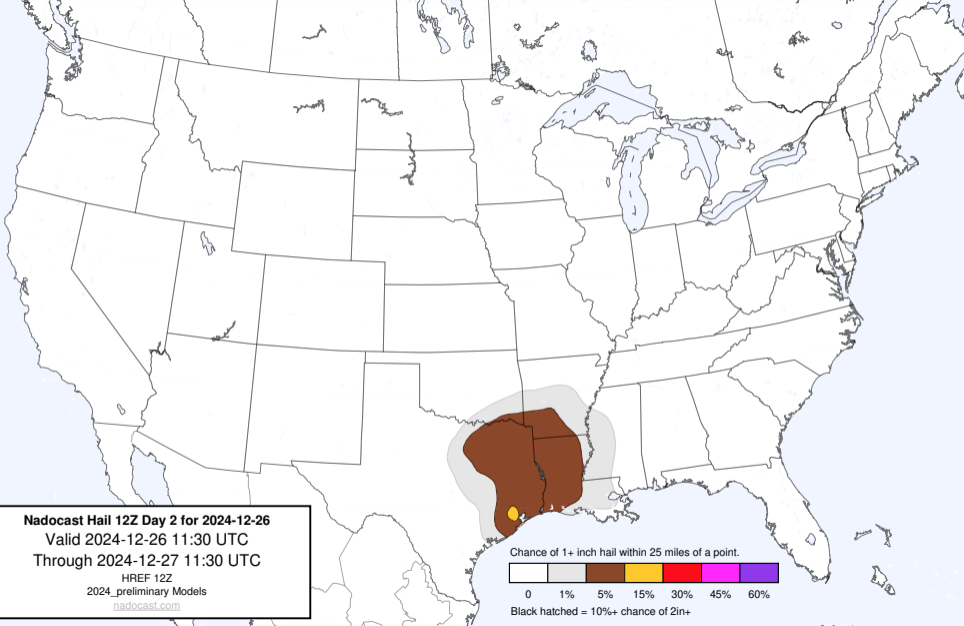 Nadocast Hail 12Z Day 2 for 2024-12-26
Valid 2024-12-26 11:30 UTC
Through 2024-12-27 11:30 UTC
HREF 12Z
2024_preliminary Models
nadocast.com
Chance of 1+ inch hail within 25 miles of a point.
0 1% 5% 15% 30% 45% 60%
Black hatched = 10%+ chance of 2in+